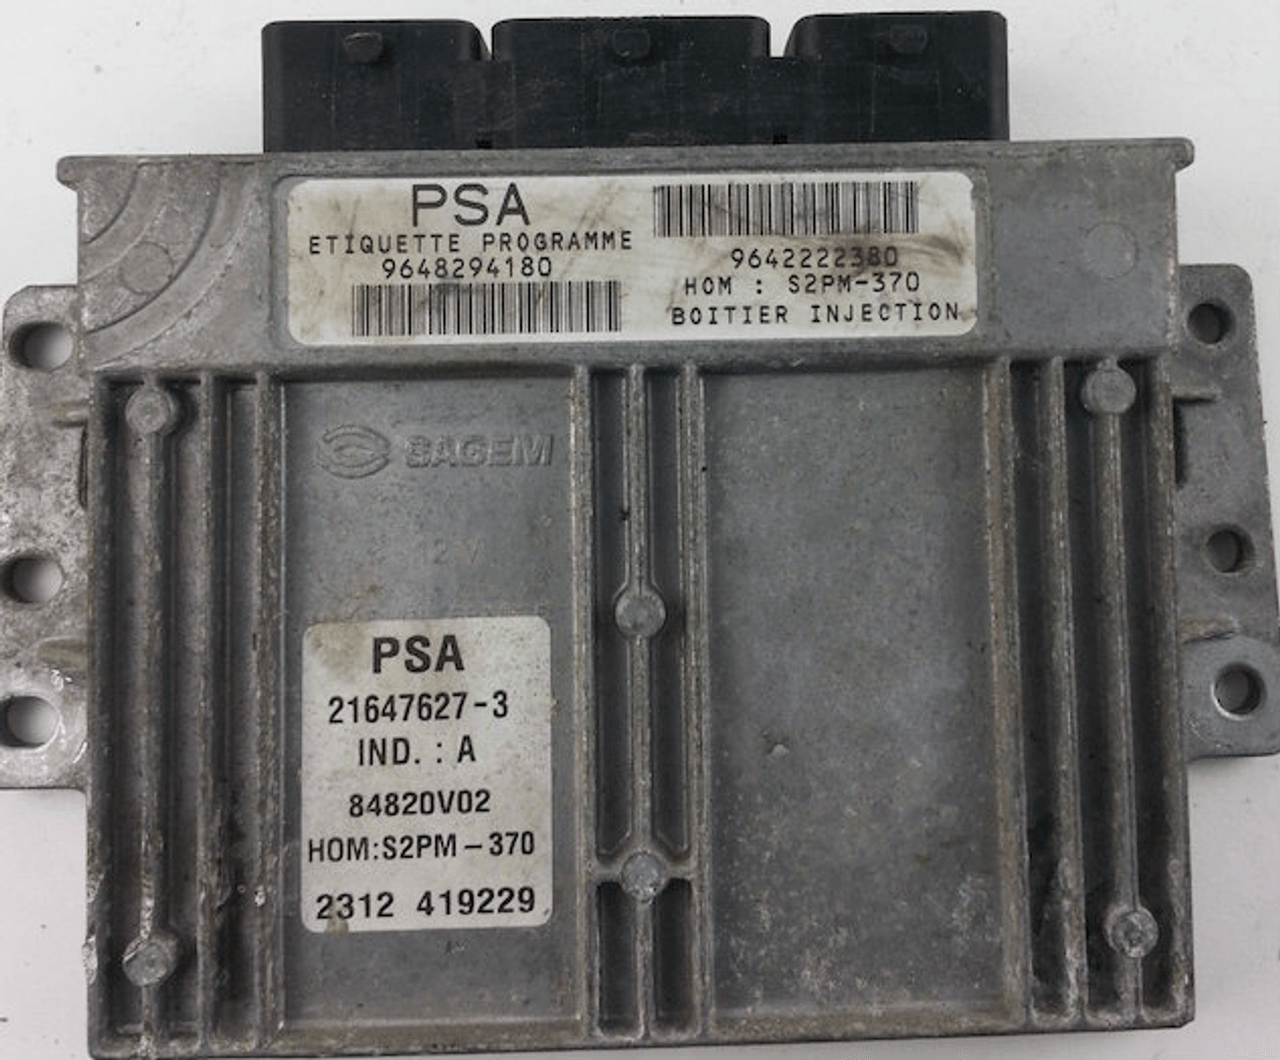 PSA
ETIQUETTE PROGRAMME
9648294180
9642222380
HOM : S2PM-370
BOITIER INJECTION
SAGEM
12 V
PSA
21647627-3
IND. : A
84820V02
HOM:S2PM-370
2312 419229